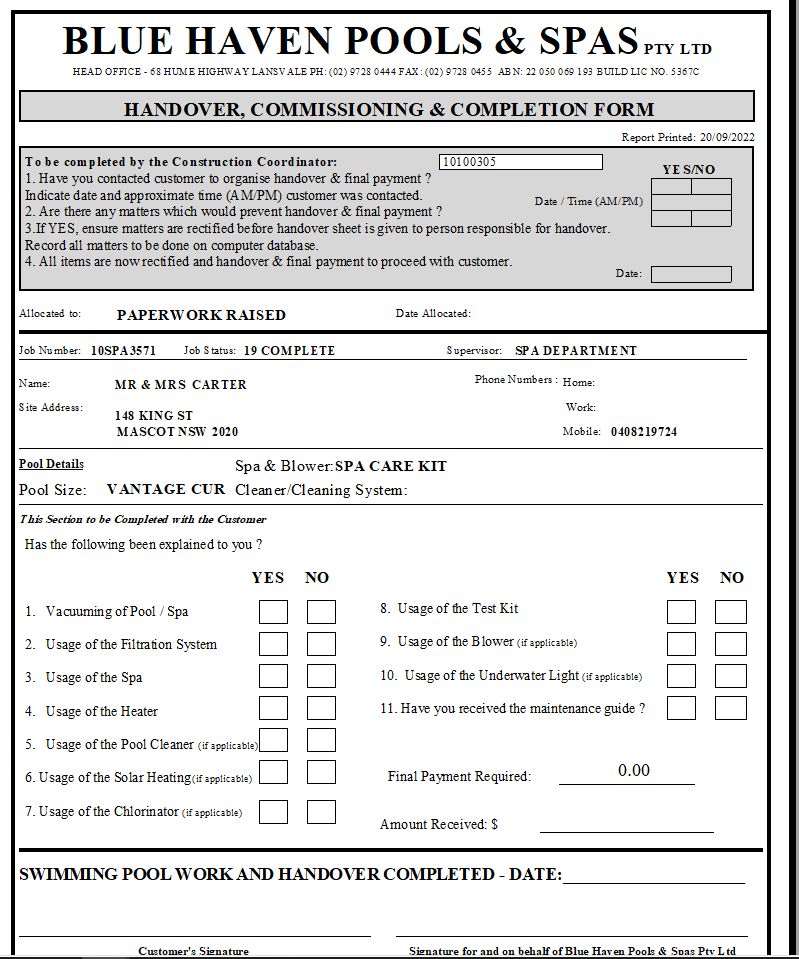 BLUE HAVEN POOLS & SPAS PTY LTD
HEAD OFFICE - 68 HUME HIGHWAY LANSVALE PH: (02) 9728 0444 FAX: (02) 9728 0455 ABN: 22 050 069 193 BUILD LIC NO. 5367C
HANDOVER, COMMISSIONING & COMPLETION FORM
Report Printed: 20/09/2022
To be completed by the Construction Coordinator: 10100305
YES/NO
1. Have you contacted customer to organise handover & final payment ?
Indicate date and approximate time (AM/PM) customer was contacted. Date / Time (AM/PM)
2. Are there any matters which would prevent handover & final payment ?
3.If YES, ensure matters are rectified before handover sheet is given to person responsible for handover.
Record all matters to be done on computer database.
4. All items are now rectified and handover & final payment to proceed with customer.
Date:
Allocated to: PAPERWORK RAISED Date Allocated:
Job Number: 10SPA3571 Job Status: 19 COMPLETE Supervisor: SPA DEPARTMENT
Name: MR & MRS CARTER Phone Numbers : Home:
Site Address: 148 KING ST Work:
MASCOT NSW 2020 Mobile: 0408219724
Pool Details Spa & Blower: SPA CARE KIT
Pool Size: VANTAGE CUR Cleaner/Cleaning System:
This Section to be Completed with the Customer
Has the following been explained to you ?
YES NO YES NO
1. Vacuuming of Pool / Spa 8. Usage of the Test Kit
2. Usage of the Filtration System 9. Usage of the Blower (if applicable)
3. Usage of the Spa 10. Usage of the Underwater Light (if applicable)
4. Usage of the Heater 11. Have you received the maintenance guide ?
5. Usage of the Pool Cleaner (if applicable)
6. Usage of the Solar Heating (if applicable) Final Payment Required: 0.00
7. Usage of the Chlorinator (if applicable) Amount Received: $
SWIMMING POOL WORK AND HANDOVER COMPLETED - DATE:
Customer's Signature Signature for and on behalf of Blue Haven Pools & Spas Pty Ltd